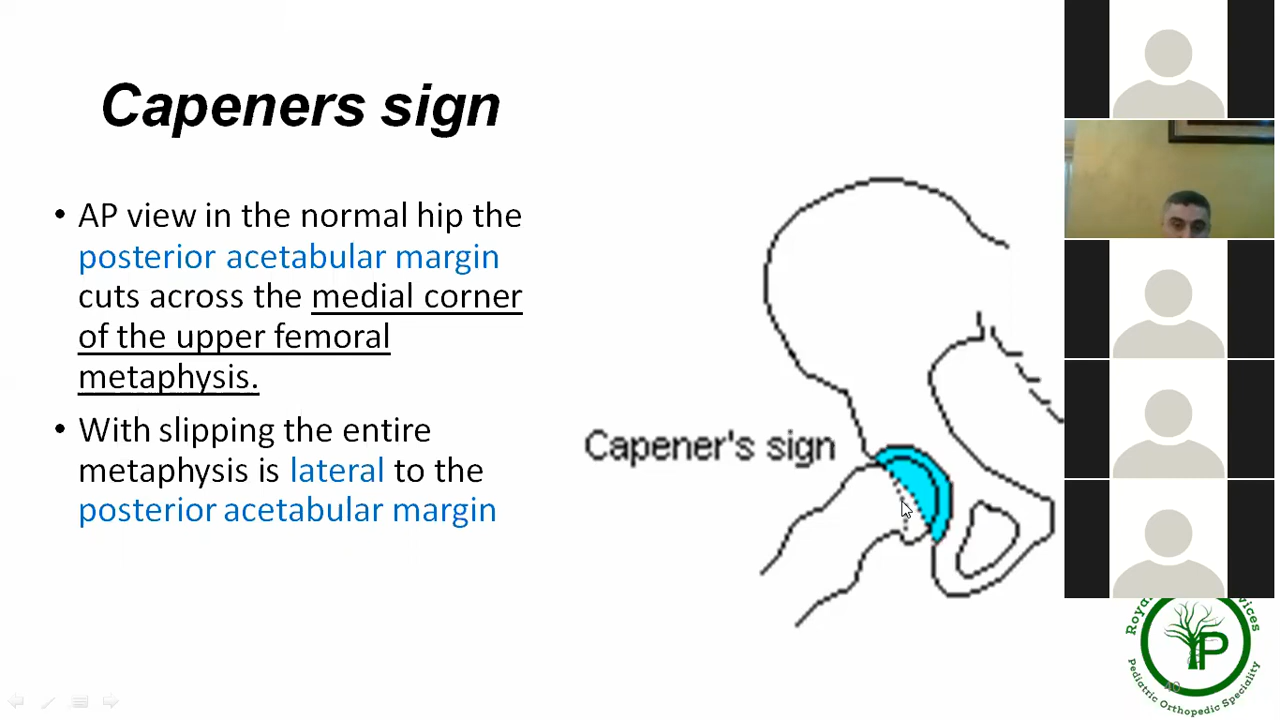 Capeners sign
• AP view in the normal hip the
posterior acetabular margin
cuts across the medial corner
of the upper femoral
metaphysis.
• With slipping the entire
metaphysis is lateral to the
posterior acetabular margin
Capener's sign
Pediatric Orthopedic Speciality
P
40